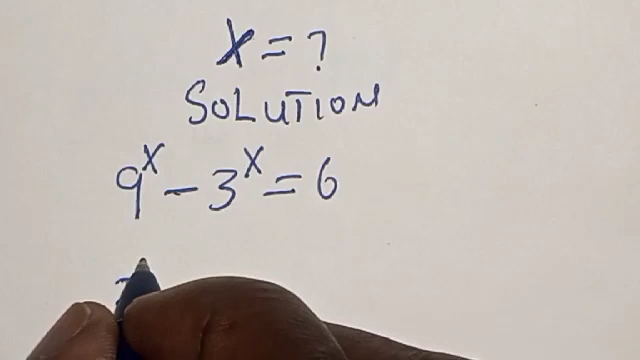 x = ?
SOLUTION
9^x - 3^x = 6